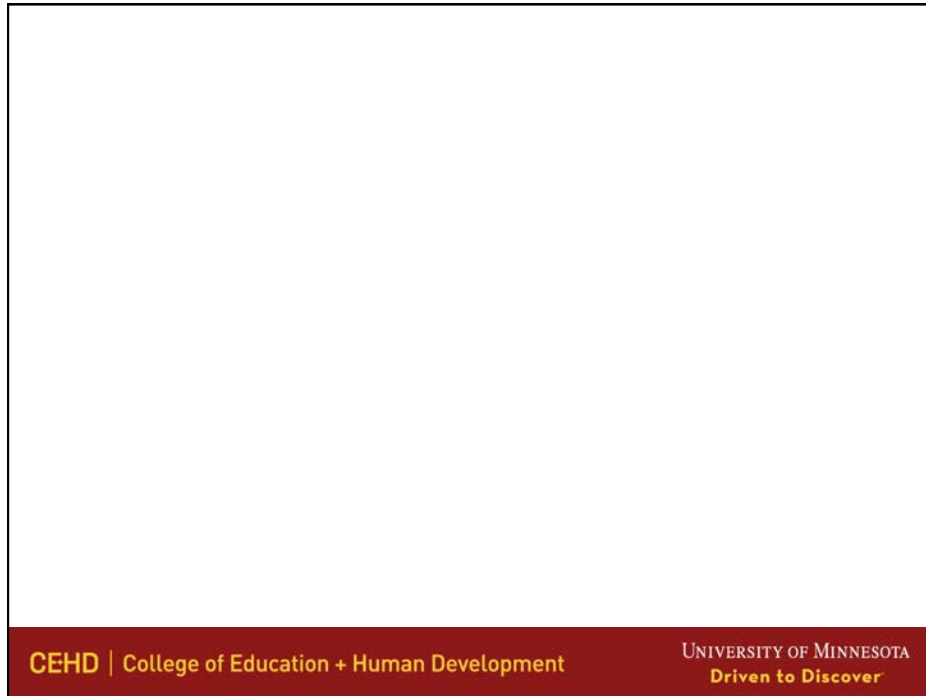 CEHD | College of Education + Human Development
UNIVERSITY OF MINNESOTA
Driven to Discover